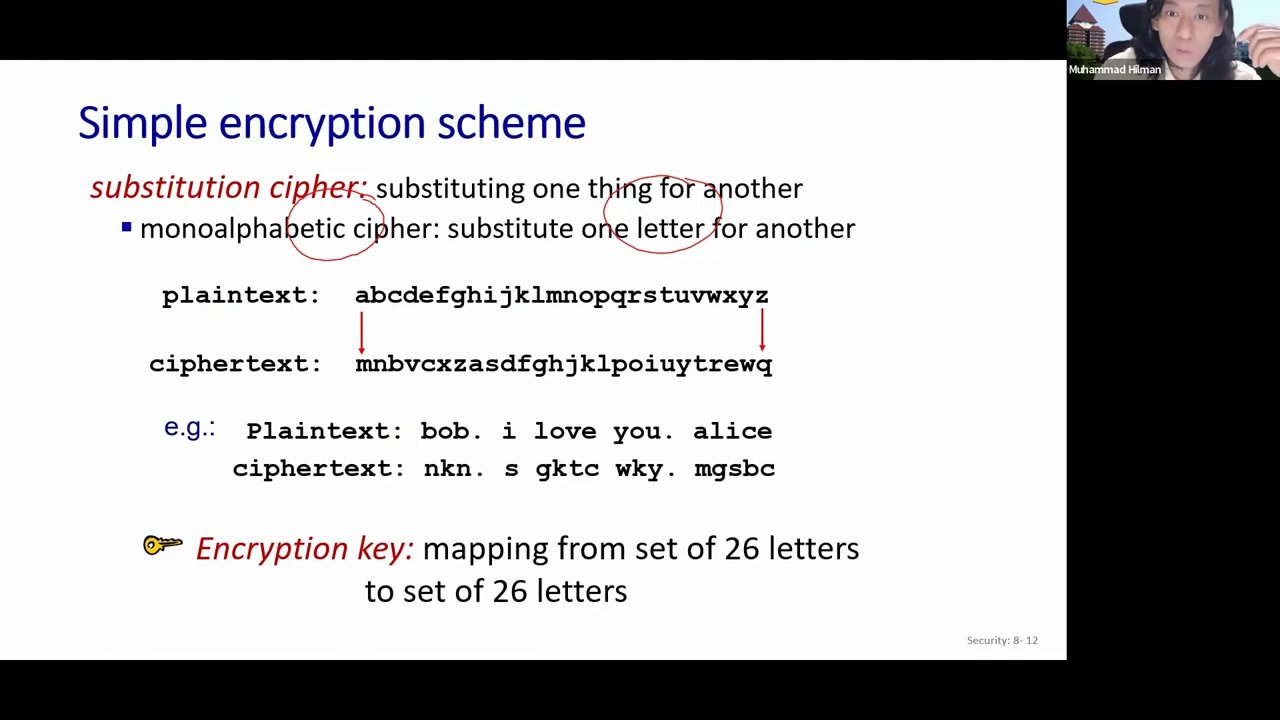 Muhammad Hilman
Simple encryption scheme
substitution cipher: substituting one thing for another
▪ monoalphabetic cipher: substitute one letter for another
plaintext: abcdefghijklmnopqrstuvwxyz
ciphertext: mnbvcxzasdfghjklpoiuytrewq
e.g.: Plaintext: bob. i love you. alice
ciphertext: nkn. s gktc wky. mgsbc
Encryption key: mapping from set of 26 letters
to set of 26 letters
Security: 8- 12